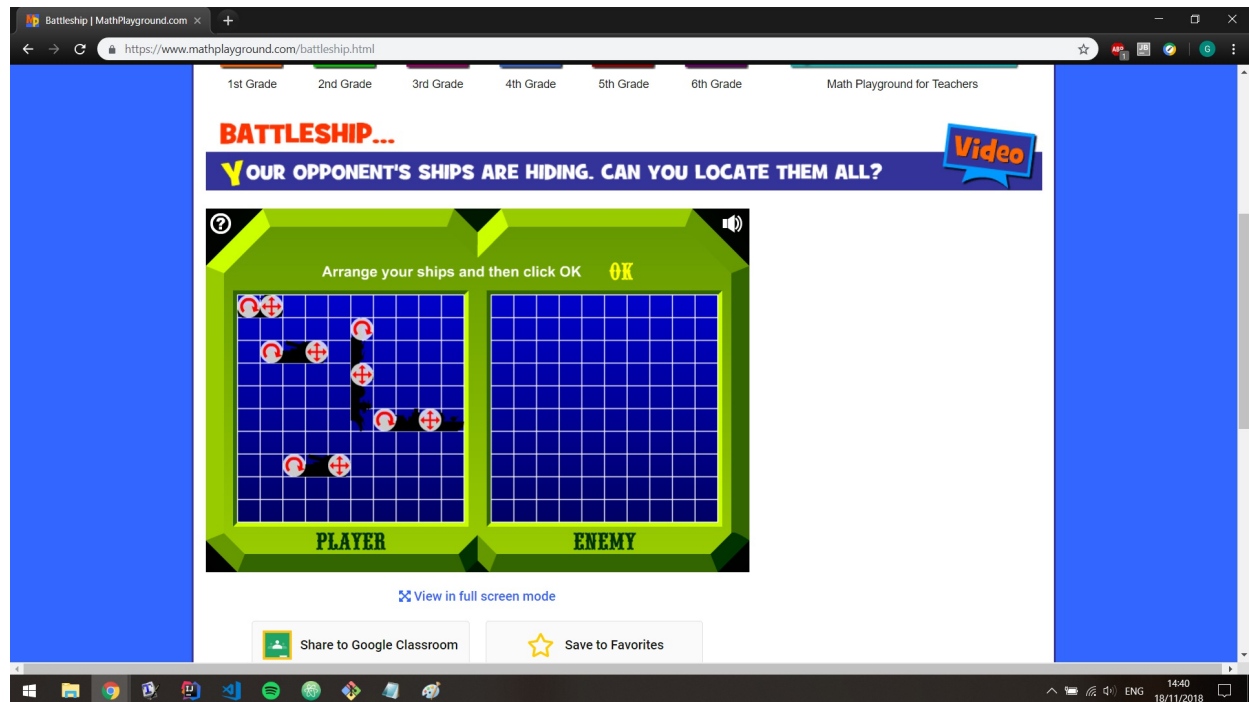 Battleship | MathPlayground.com
https://www.mathplayground.com/battleship.html
ABP
1
JB
G
1st Grade
2nd Grade
3rd Grade
4th Grade
5th Grade
6th Grade
Math Playground for Teachers
BATTLESHIP...
YOUR OPPONENT'S SHIPS ARE HIDING. CAN YOU LOCATE THEM ALL?
Video
Arrange your ships and then click OK
OK
PLAYER
ENEMY
View in full screen mode
Share to Google Classroom
Save to Favorites
ENG
14:40
18/11/2018